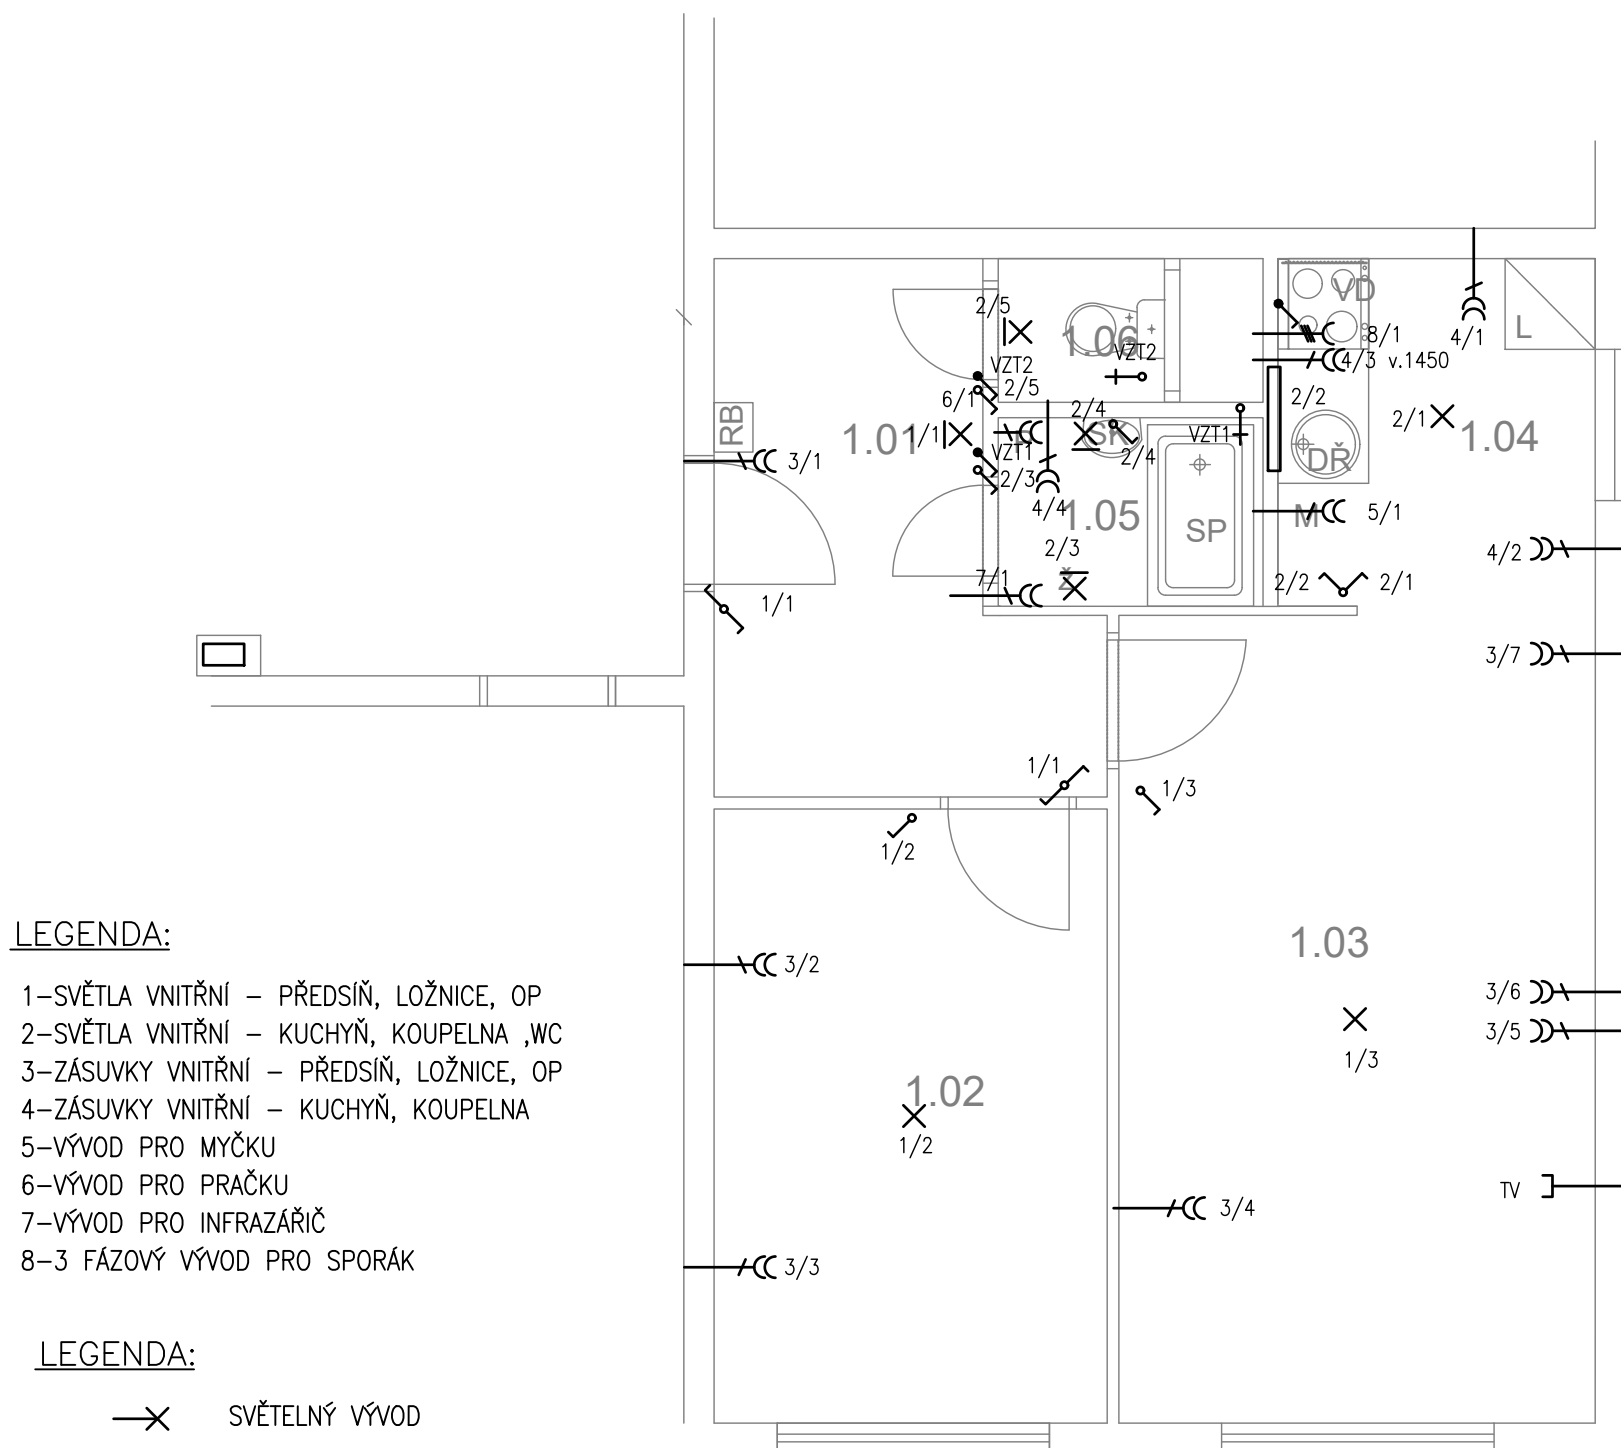 2/5
1.06
VZT2
VZT2
2/5
6/1
VD
L
8/1
4/1
4/3 v.1450
2/2
2/1
1.04
RB
1.01
1/1
P
2/4
SK
2/4
VZT1
3/1
VZT1
2/3
DŘ
4/4
1.05
SP
M
5/1
2/3
4/2
7/1
Ž
2/2
2/1
1/1
3/7
1/1
1/3
1/2
1.03
3/2
3/6
1/3
3/5
1.02
1/2
TV
3/4
3/3
LEGENDA:
1-SVĚTLA VNITŘNÍ - PŘEDSÍŇ, LOŽNICE, OP
2-SVĚTLA VNITŘNÍ - KUCHYŇ, KOUPELNA ,WC
3-ZÁSUVKY VNITŘNÍ - PŘEDSÍŇ, LOŽNICE, OP
4-ZÁSUVKY VNITŘNÍ - KUCHYŇ, KOUPELNA
5-VÝVOD PRO MYČKU
6-VÝVOD PRO PRAČKU
7-VÝVOD PRO INFRAZÁŘIČ
8-3 FÁZOVÝ VÝVOD PRO SPORÁK
LEGENDA:
SVĚTELNÝ VÝVOD